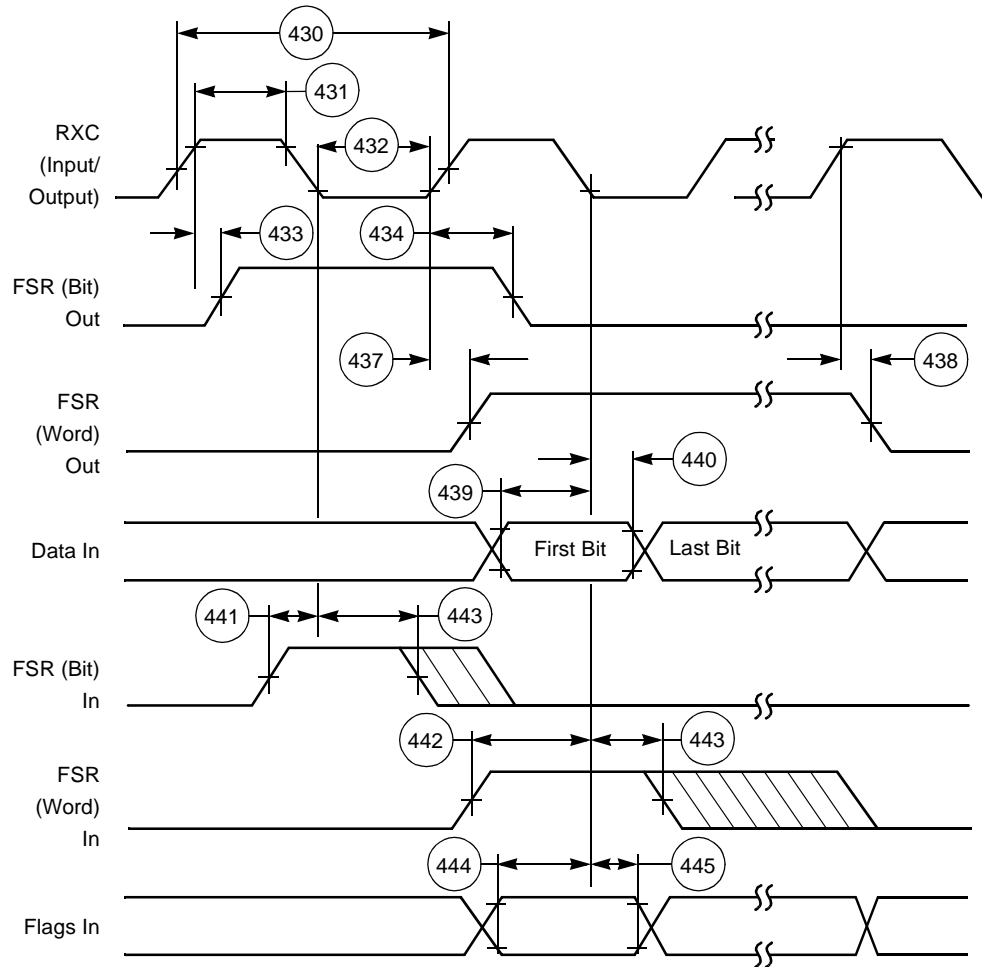 430
431
RXC
(Input/
Output)
432
433
434
FSR (Bit)
Out
437
438
FSR
(Word)
Out
440
439
Data In
First Bit
Last Bit
441
443
FSR (Bit)
In
442
443
FSR
(Word)
In
444
445
Flags In